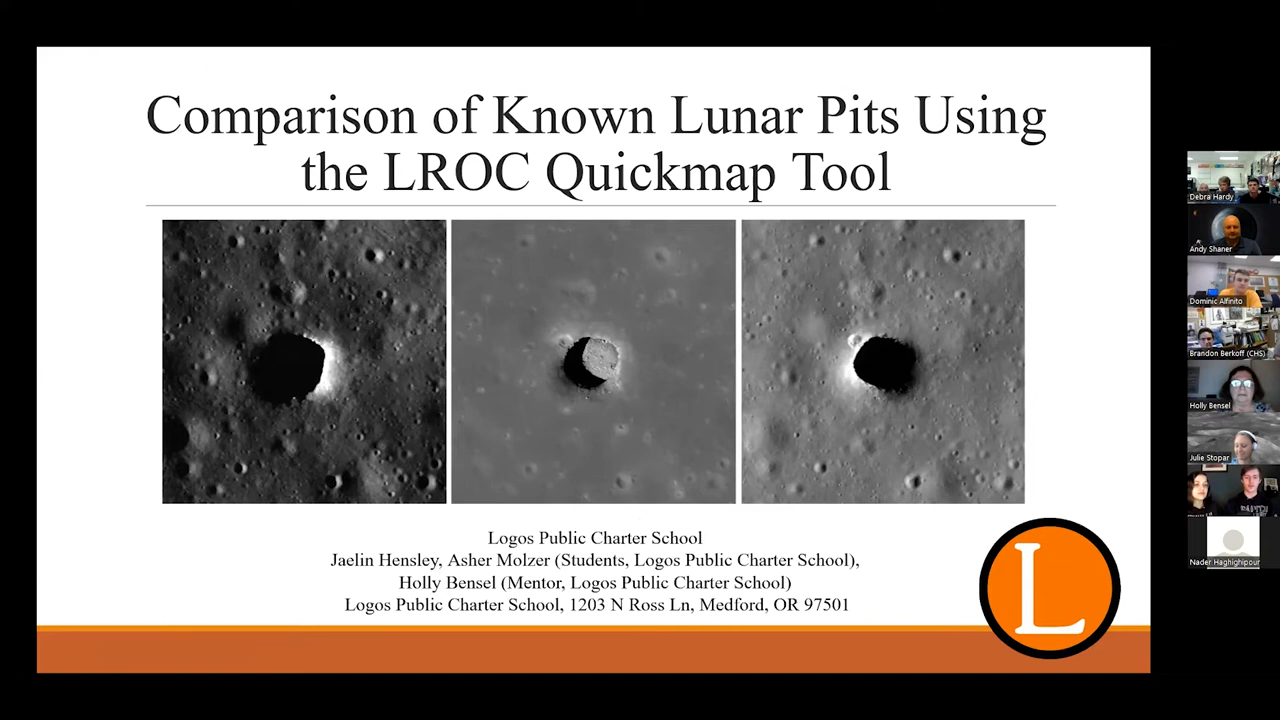 Comparison of Known Lunar Pits Using
the LROC Quickmap Tool
Logos Public Charter School
Jaelin Hensley, Asher Molzer (Students, Logos Public Charter School),
Holly Bensel (Mentor, Logos Public Charter School)
Logos Public Charter School, 1203 N Ross Ln, Medford, OR 97501
L
Debra Hardy
Andy Shaner
Dominic Alfinito
Brandon Berkoff (CHS)
Holly Bensel
Julie Stopar
Nader Haghighipour